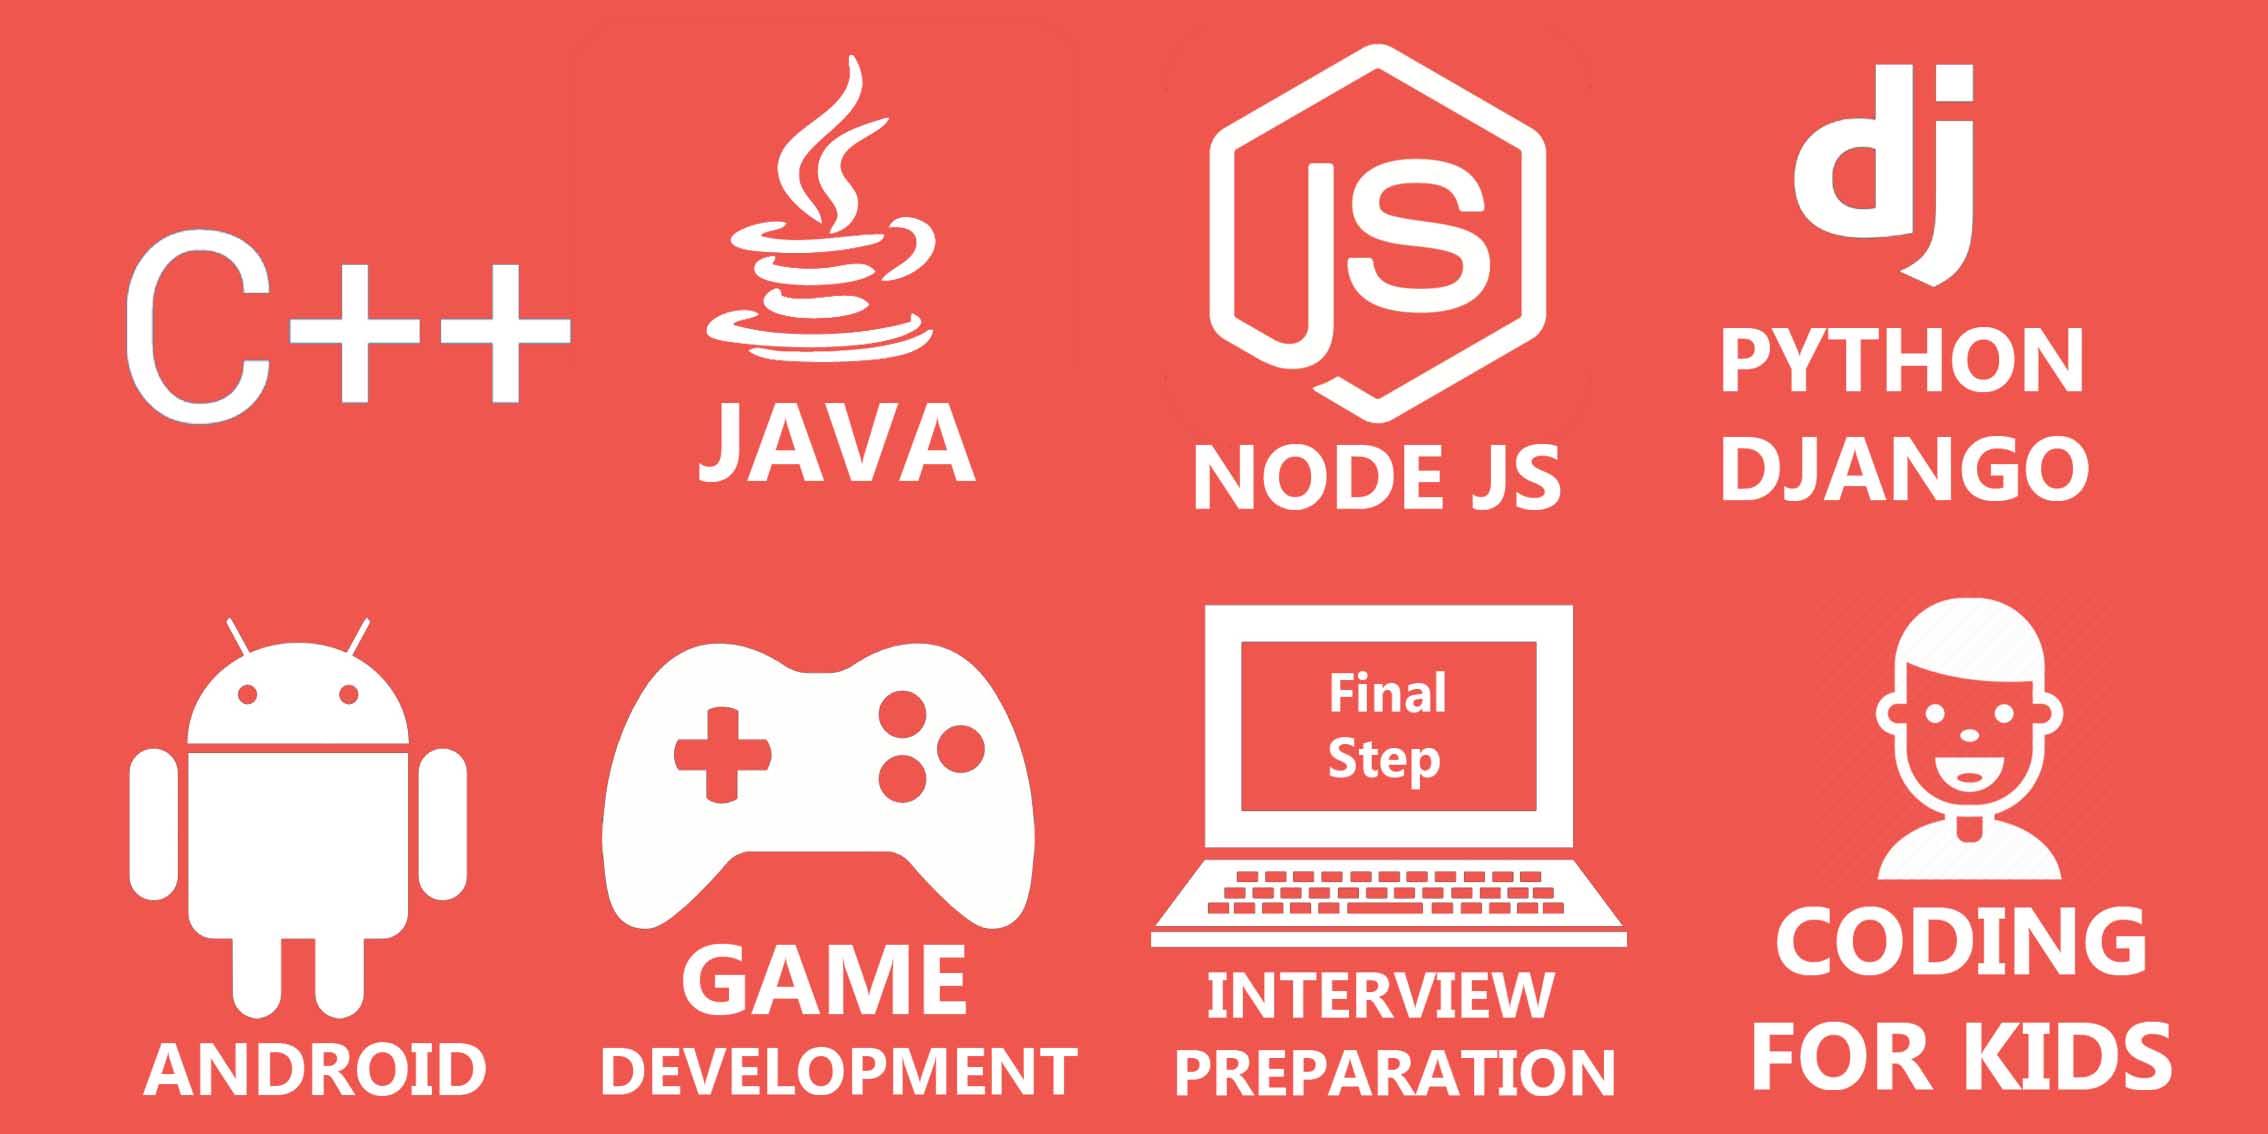 C++
JAVA
JS
NODE JS
dj
PYTHON
DJANGO
ANDROID
GAME
DEVELOPMENT
Final
Step
INTERVIEW
PREPARATION
CODING
FOR KIDS